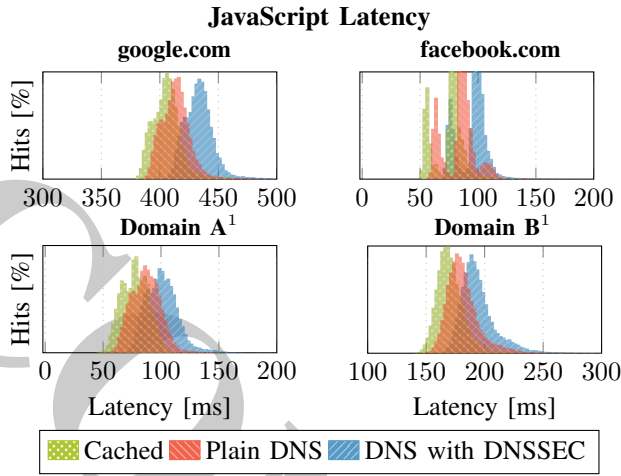 JavaScript Latency
google.com facebook.com
Hits [%]
300 350 400 450 500 0 50 100 150 200
Domain A¹ Domain B¹
Hits [%]
0 50 100 150 200 100 150 200 250 300
Latency [ms] Latency [ms]
Cached Plain DNS DNS with DNSSEC